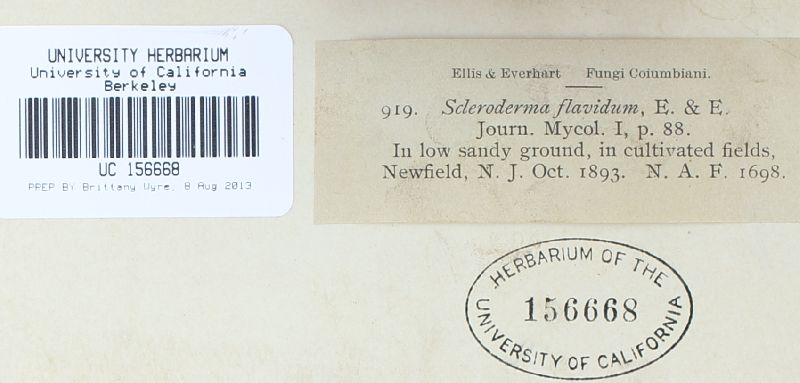 UNIVERSITY HERBARIUM
University of California
Berkeley
UC 156668
PREP BY Brittany Wyre, 8 Aug 2013
Ellis & Everhart Fungi Coiumbiani.
919. Scleroderma flavidum, E. & E.
Journ. Mycol. I, p. 88.
In low sandy ground, in cultivated fields,
Newfield, N. J. Oct. 1893. N. A. F. 1698.
HERBARIUM OF THE
156668
UNIVERSITY OF CALIFORNIA